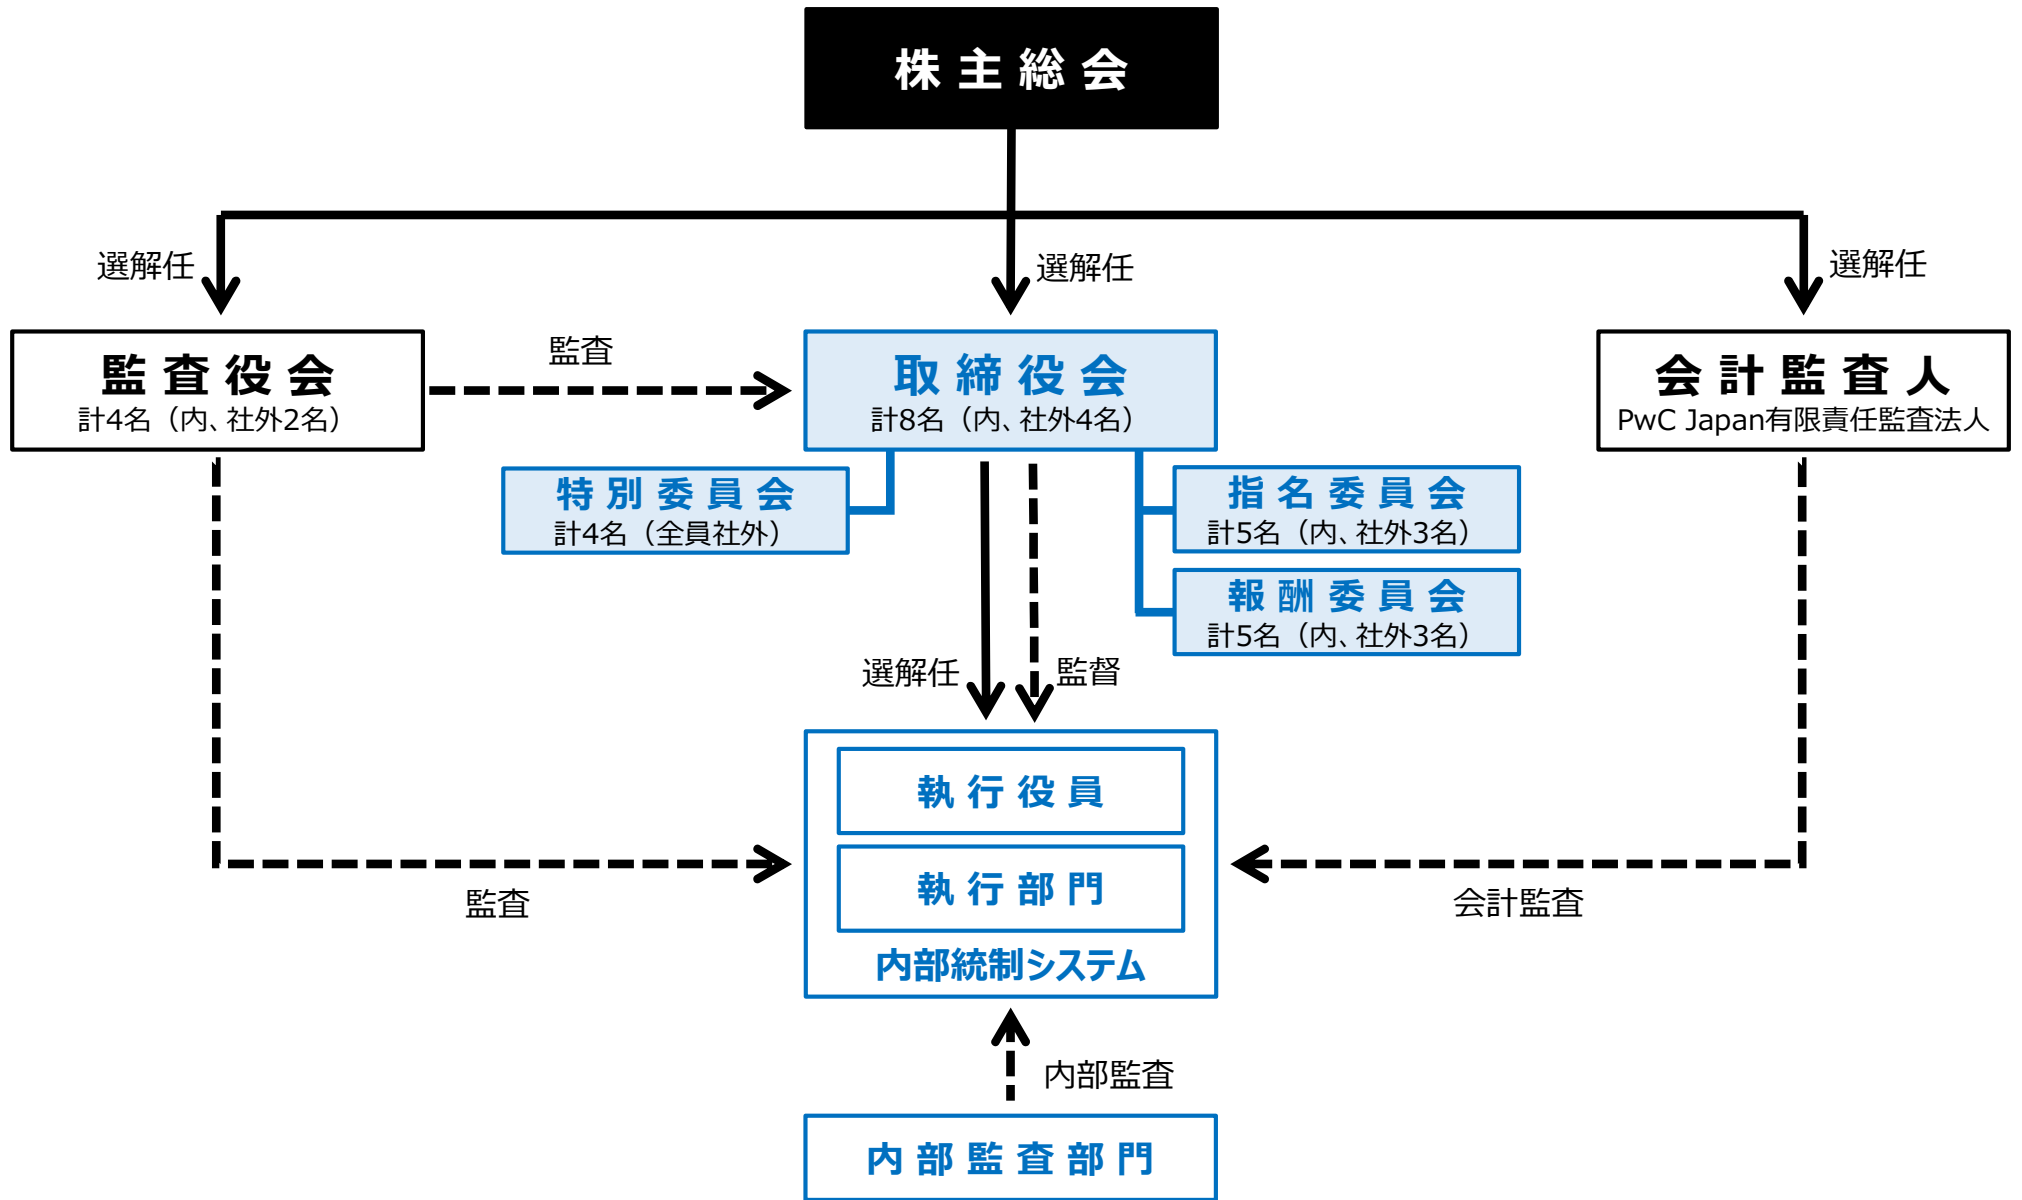 株主総会
選解任
選解任
選解任
監査役会
計4名（内、社外2名）
監査
取締役会
計8名（内、社外4名）
会計監査人
PwC Japan有限責任監査法人
特別委員会
計4名（全員社外）
指名委員会
計5名（内、社外3名）
報酬委員会
計5名（内、社外3名）
選解任
監督
執行役員
執行部門
内部統制システム
監査
会計監査
内部監査
内部監査部門